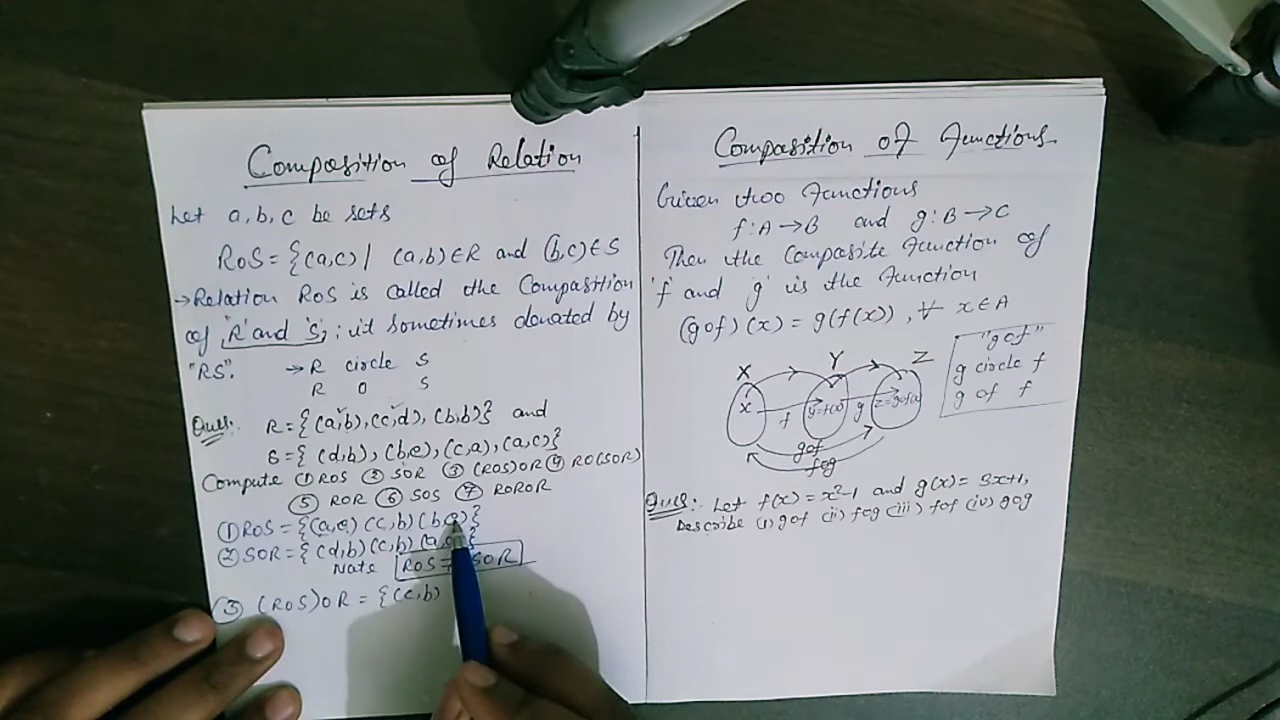 Composition of Relation
Let a, b, c be sets
RoS = {(a,c) | (a,b) ∈ R and (b,c) ∈ S
→ Relation RoS is called the Composition
of 'R' and 'S'; it sometimes donated by
"RS". → R circle S
R O S
Ques:. R = {(a,b), (c,d), (b,b)} and
S = {(d,b), (b,e), (c,a), (a,c)}
Compute ① ROS ② SOR ③ (ROS)OR ④ RO(SOR)
⑤ ROR ⑥ SOS ⑦ ROROR
① ROS = {(a,e) (c,b) (b,e)}
② SOR = {(d,b) (c,b) (a, }
Note ROS SOR
③ (ROS)OR = {(c,b)
Composition of Functions
Given two Functions
f: A → B and g: B → C
Then the Composite Function of
'f' and 'g' is the Function
(gof)(x) = g(f(x)), ∀ x ∈ A
X Y Z
x f y=f(x) g z=gof(x)
gof
fog
"gof"
g circle f
g of f
Ques:. Let f(x) = x²-1 and g(x) = 3x+1,
Describe (i) gof (ii) fog (iii) fof (iv) gog